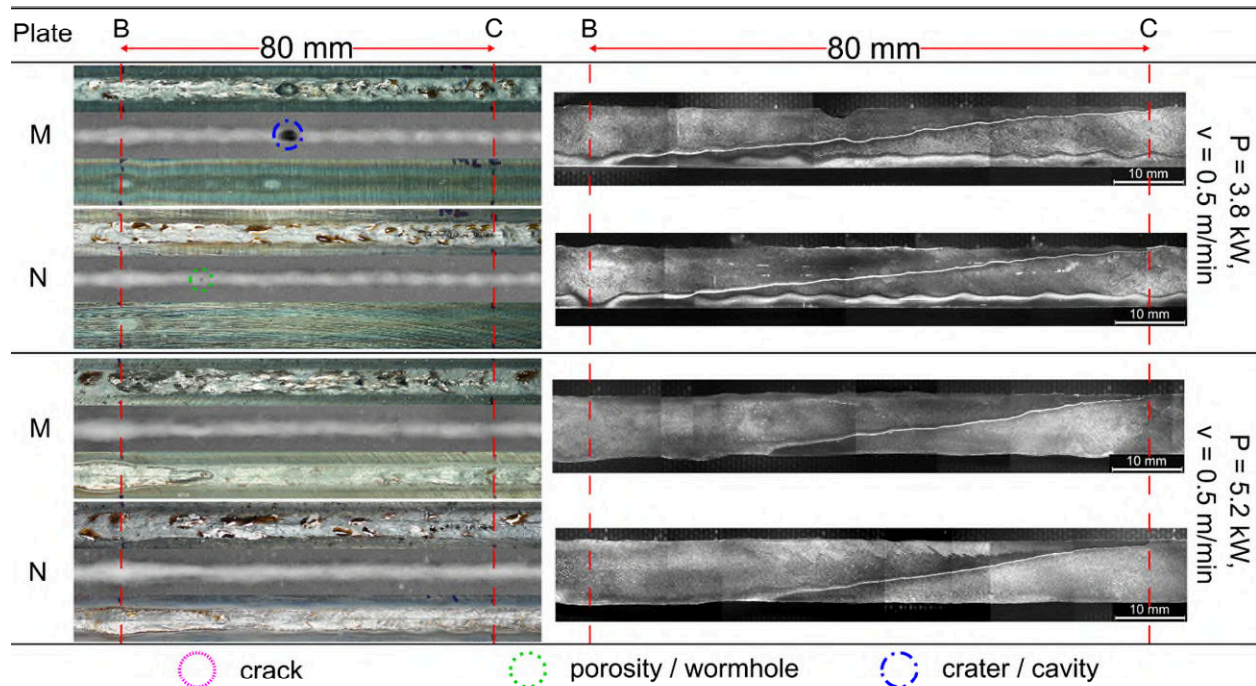 Plate B C B C
80 mm 80 mm
M
10 mm
P = 3.8 kW,
v = 0.5 m/min
N
10 mm
M
10 mm
P = 5.2 kW,
v = 0.5 m/min
N
10 mm
crack porosity / wormhole crater / cavity